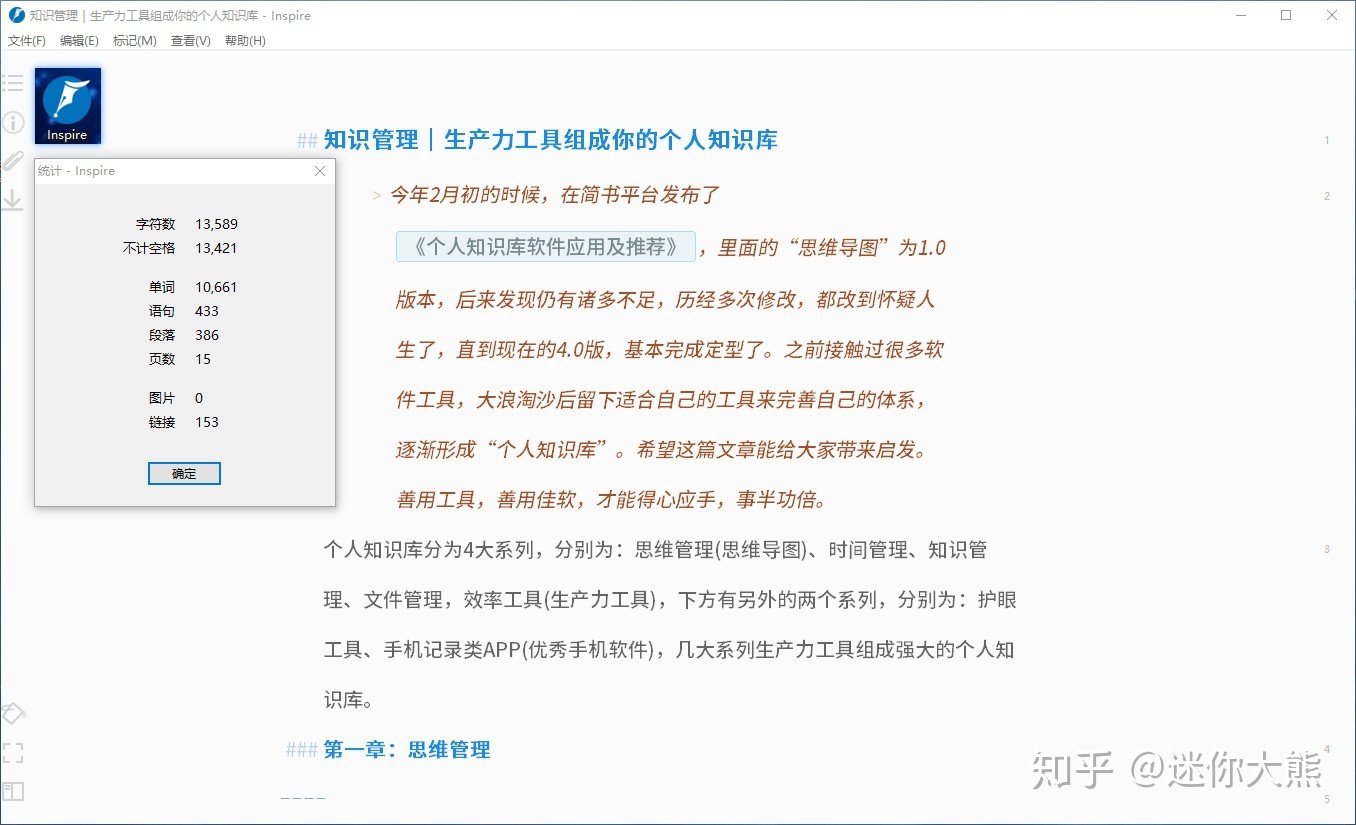 知识管理｜生产力工具组成你的个人知识库 - Inspire
文件(F) 编辑(E) 标记(M) 查看(V) 帮助(H)
Inspire
统计 - Inspire
字符数 13,589
不计空格 13,421
单词 10,661
语句 433
段落 386
页数 15
图片 0
链接 153
确定
## 知识管理｜生产力工具组成你的个人知识库 1
> 今年2月初的时候，在简书平台发布了 2
《个人知识库软件应用及推荐》，里面的“思维导图”为1.0
版本，后来发现仍有诸多不足，历经多次修改，都改到怀疑人
生了，直到现在的4.0版，基本完成定型了。之前接触过很多软
件工具，大浪淘沙后留下适合自己的工具来完善自己的体系，
逐渐形成“个人知识库”。希望这篇文章能给大家带来启发。
善用工具，善用佳软，才能得心应手，事半功倍。
个人知识库分为4大系列，分别为：思维管理(思维导图)、时间管理、知识管 3
理、文件管理，效率工具(生产力工具)，下方有另外的两个系列，分别为：护眼
工具、手机记录类APP(优秀手机软件)，几大系列生产力工具组成强大的个人知
识库。
### 第一章：思维管理 4
---- 5
知乎 @迷你大熊